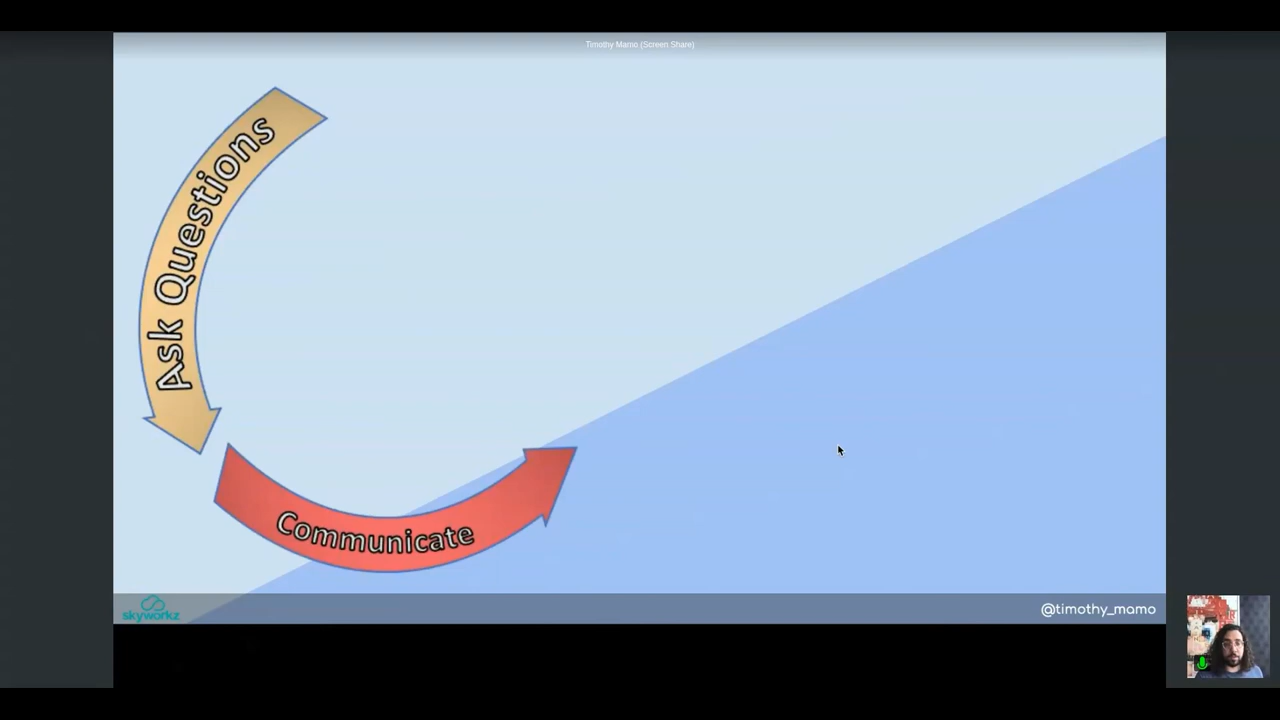 Timothy Mamo (Screen Share)
Ask Questions
Communicate
skyworkz
@timothy_mamo